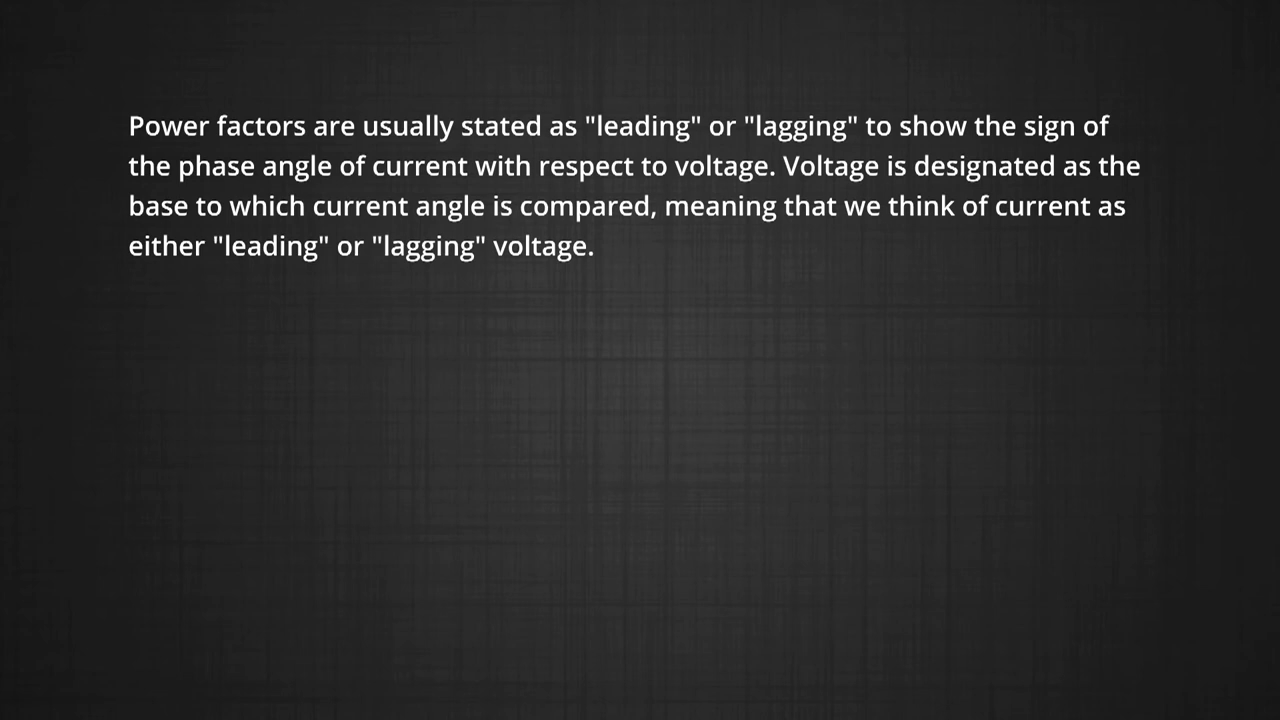 Power factors are usually stated as "leading" or "lagging" to show the sign of
the phase angle of current with respect to voltage. Voltage is designated as the
base to which current angle is compared, meaning that we think of current as
either "leading" or "lagging" voltage.